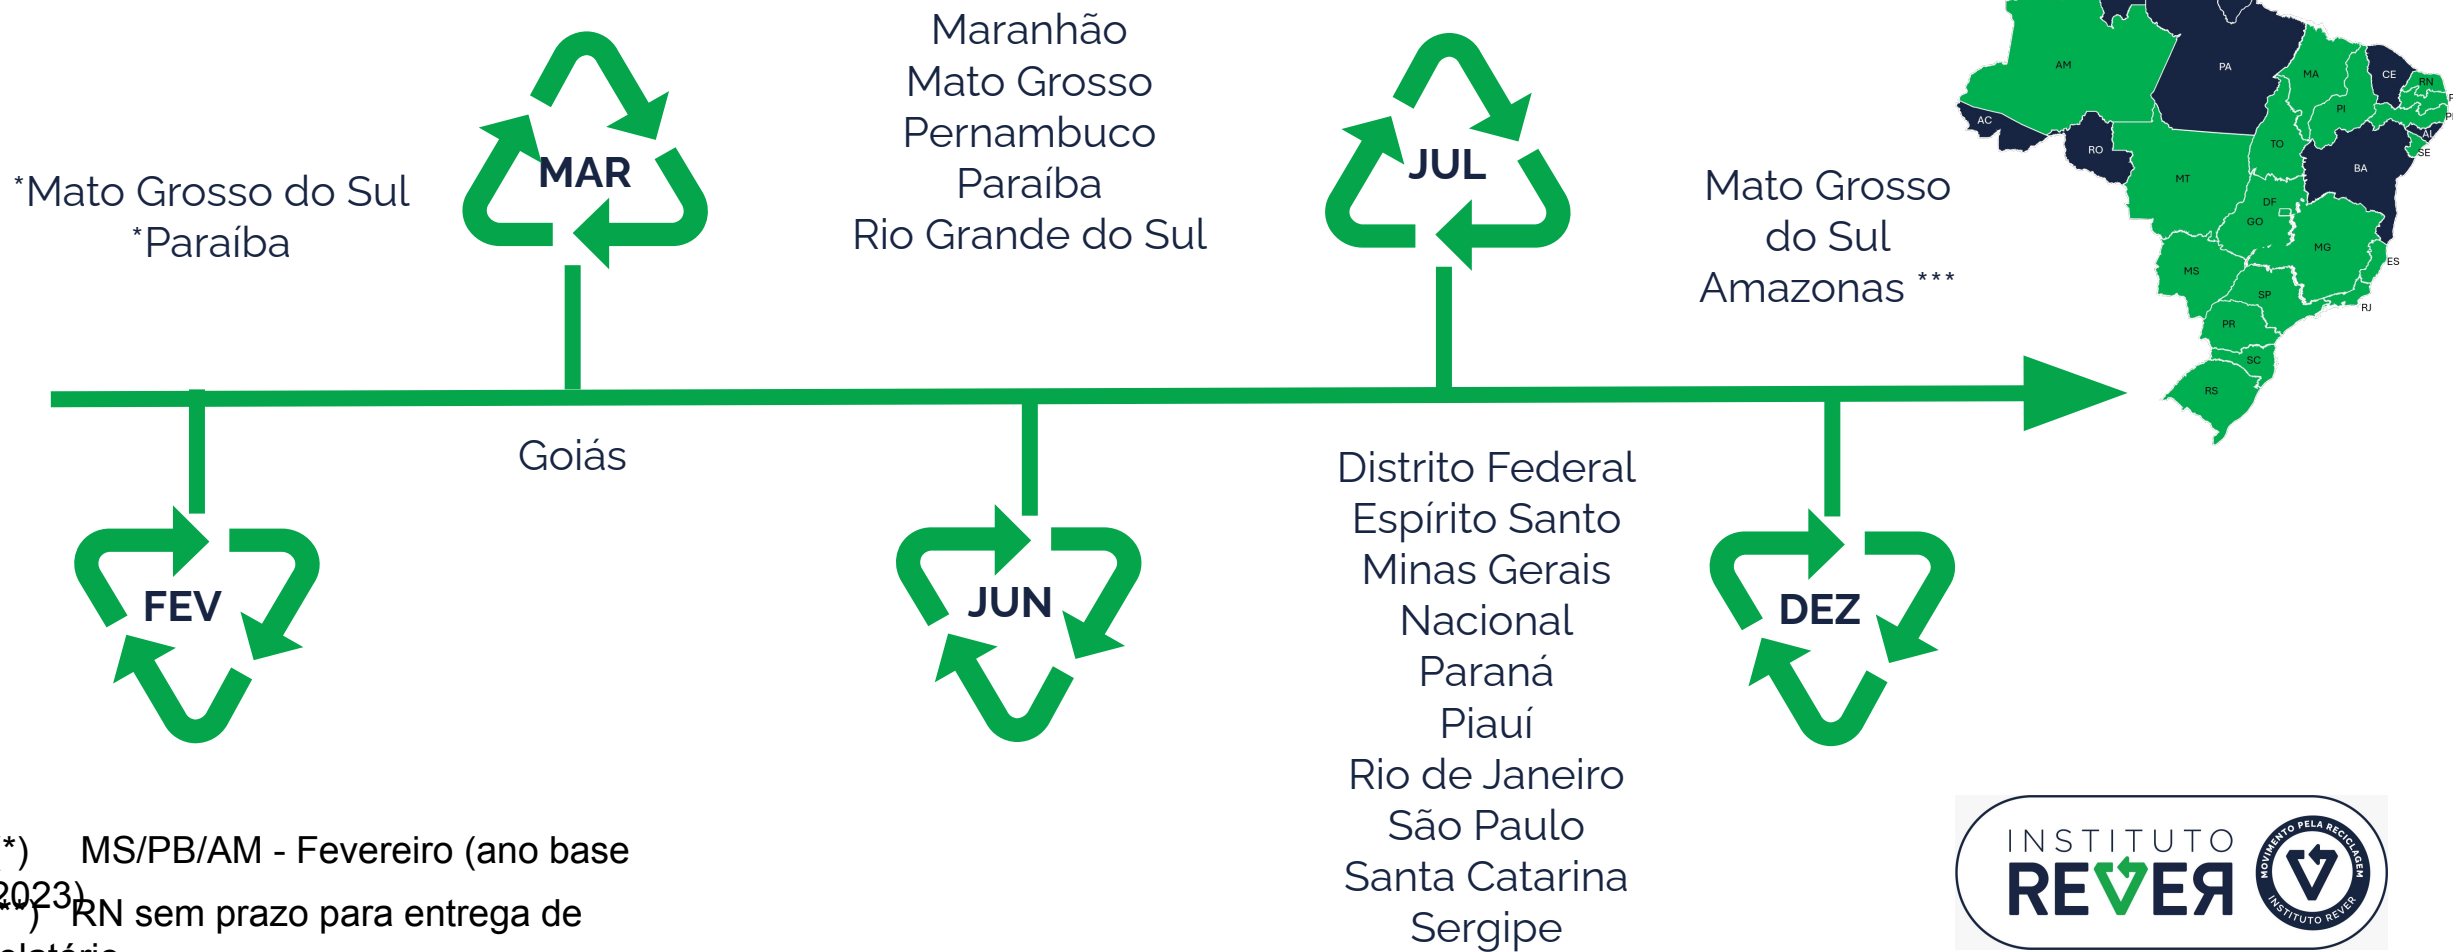 *Mato Grosso do Sul
*Paraíba
MAR
Maranhão
Mato Grosso
Pernambuco
Paraíba
Rio Grande do Sul
JUL
Mato Grosso
do Sul
Amazonas ***
AM
PA
MA
CE
RN
PI
AC
RO
TO
AL
SE
BA
MT
DF
GO
MG
MS
ES
SP
RJ
PR
SC
RS
FEV
Goiás
JUN
Distrito Federal
Espírito Santo
Minas Gerais
Nacional
Paraná
Piauí
Rio de Janeiro
São Paulo
Santa Catarina
Sergipe
DEZ
*) MS/PB/AM - Fevereiro (ano base
2023)
**) RN sem prazo para entrega de
INSTITUTO
REVER
MOVIMENTO PELA RECICLAGEM
INSTITUTO REVER